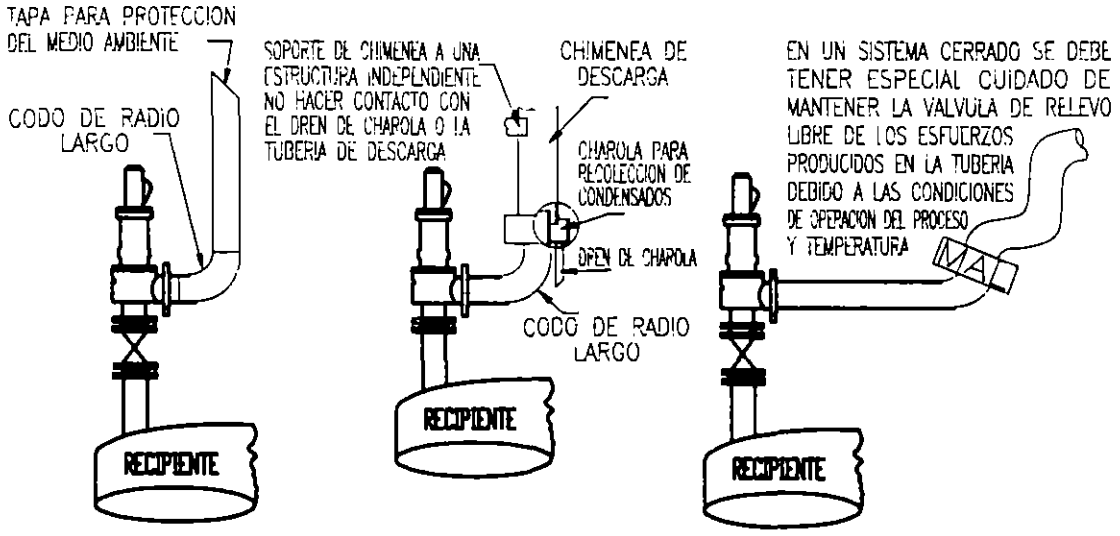 TAPA PARA PROTECCION
DEL MEDIO AMBIENTE
CODO DE RADIO
LARGO
RECIPIENTE
SOPORTE DE CHIMENEA A UNA
ESTRUCTURA INDEPENDIENTE
NO HACER CONTACTO CON
EL DREN DE CHAROLA O LA
TUBERIA DE DESCARGA
CHIMENEA DE
DESCARGA
CHAROLA PARA
RECOLECCION DE
CONDENSADOS
DREN DE CHAROLA
CODO DE RADIO
LARGO
RECIPIENTE
EN UN SISTEMA CERRADO SE DEBE
TENER ESPECIAL CUIDADO DE
MANTENER LA VALVULA DE RELEVO
LIBRE DE LOS ESFUERZOS
PRODUCIDOS EN LA TUBERIA
DEBIDO A LAS CONDICIONES
DE OPERACION DEL PROCESO
Y TEMPERATURA
MAL
RECIPIENTE